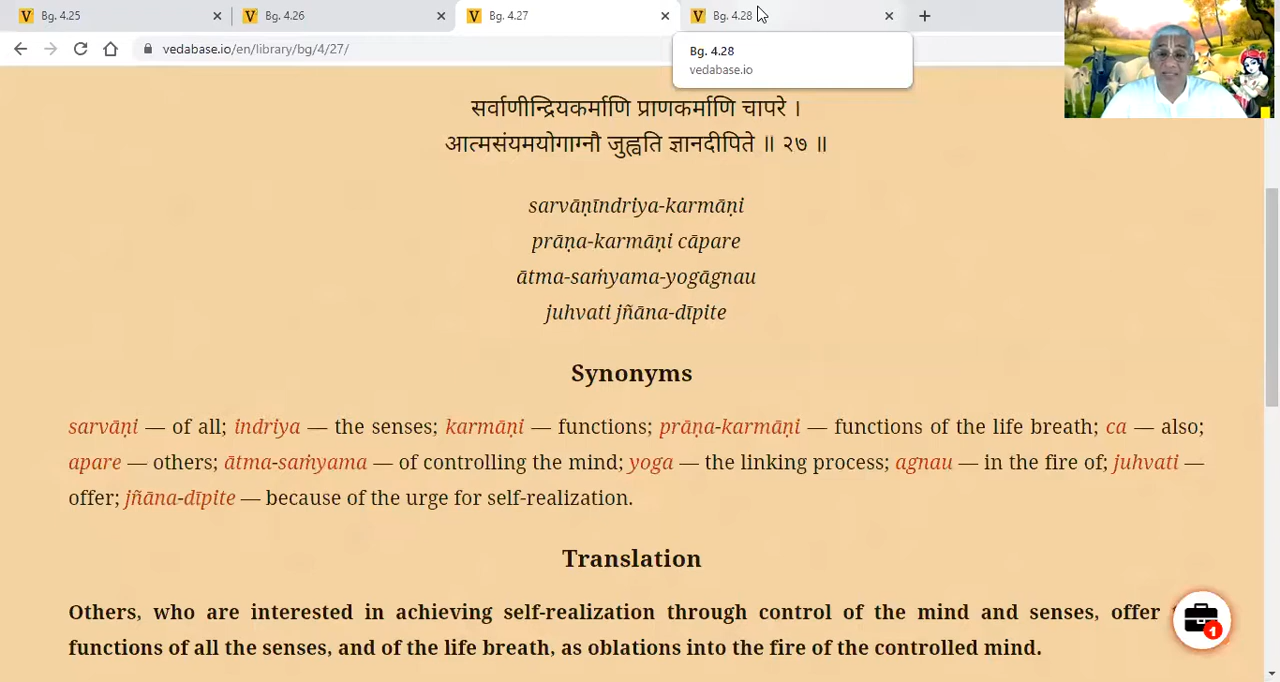 Bg. 4.25
Bg. 4.26
Bg. 4.27
Bg. 4.28
vedabase.io/en/library/bg/4/27/
Bg. 4.28
vedabase.io
सर्वाणीन्द्रियकर्माणि प्राणकर्माणि चापरे ।
आत्मसंयमयोगाग्न‍ौ जुह्वति ज्ञानदीपिते ॥ २७ ॥
sarvāṇīndriya-karmāṇi
prāṇa-karmāṇi cāpare
ātma-saṁyama-yogāgnau
juhvati jñāna-dīpite
Synonyms
sarvāṇi — of all; indriya — the senses; karmāṇi — functions; prāṇa-karmāṇi — functions of the life breath; ca — also;
apare — others; ātma-saṁyama — of controlling the mind; yoga — the linking process; agnau — in the fire of; juhvati —
offer; jñāna-dīpite — because of the urge for self-realization.
Translation
Others, who are interested in achieving self-realization through control of the mind and senses, offer
functions of all the senses, and of the life breath, as oblations into the fire of the controlled mind.
1